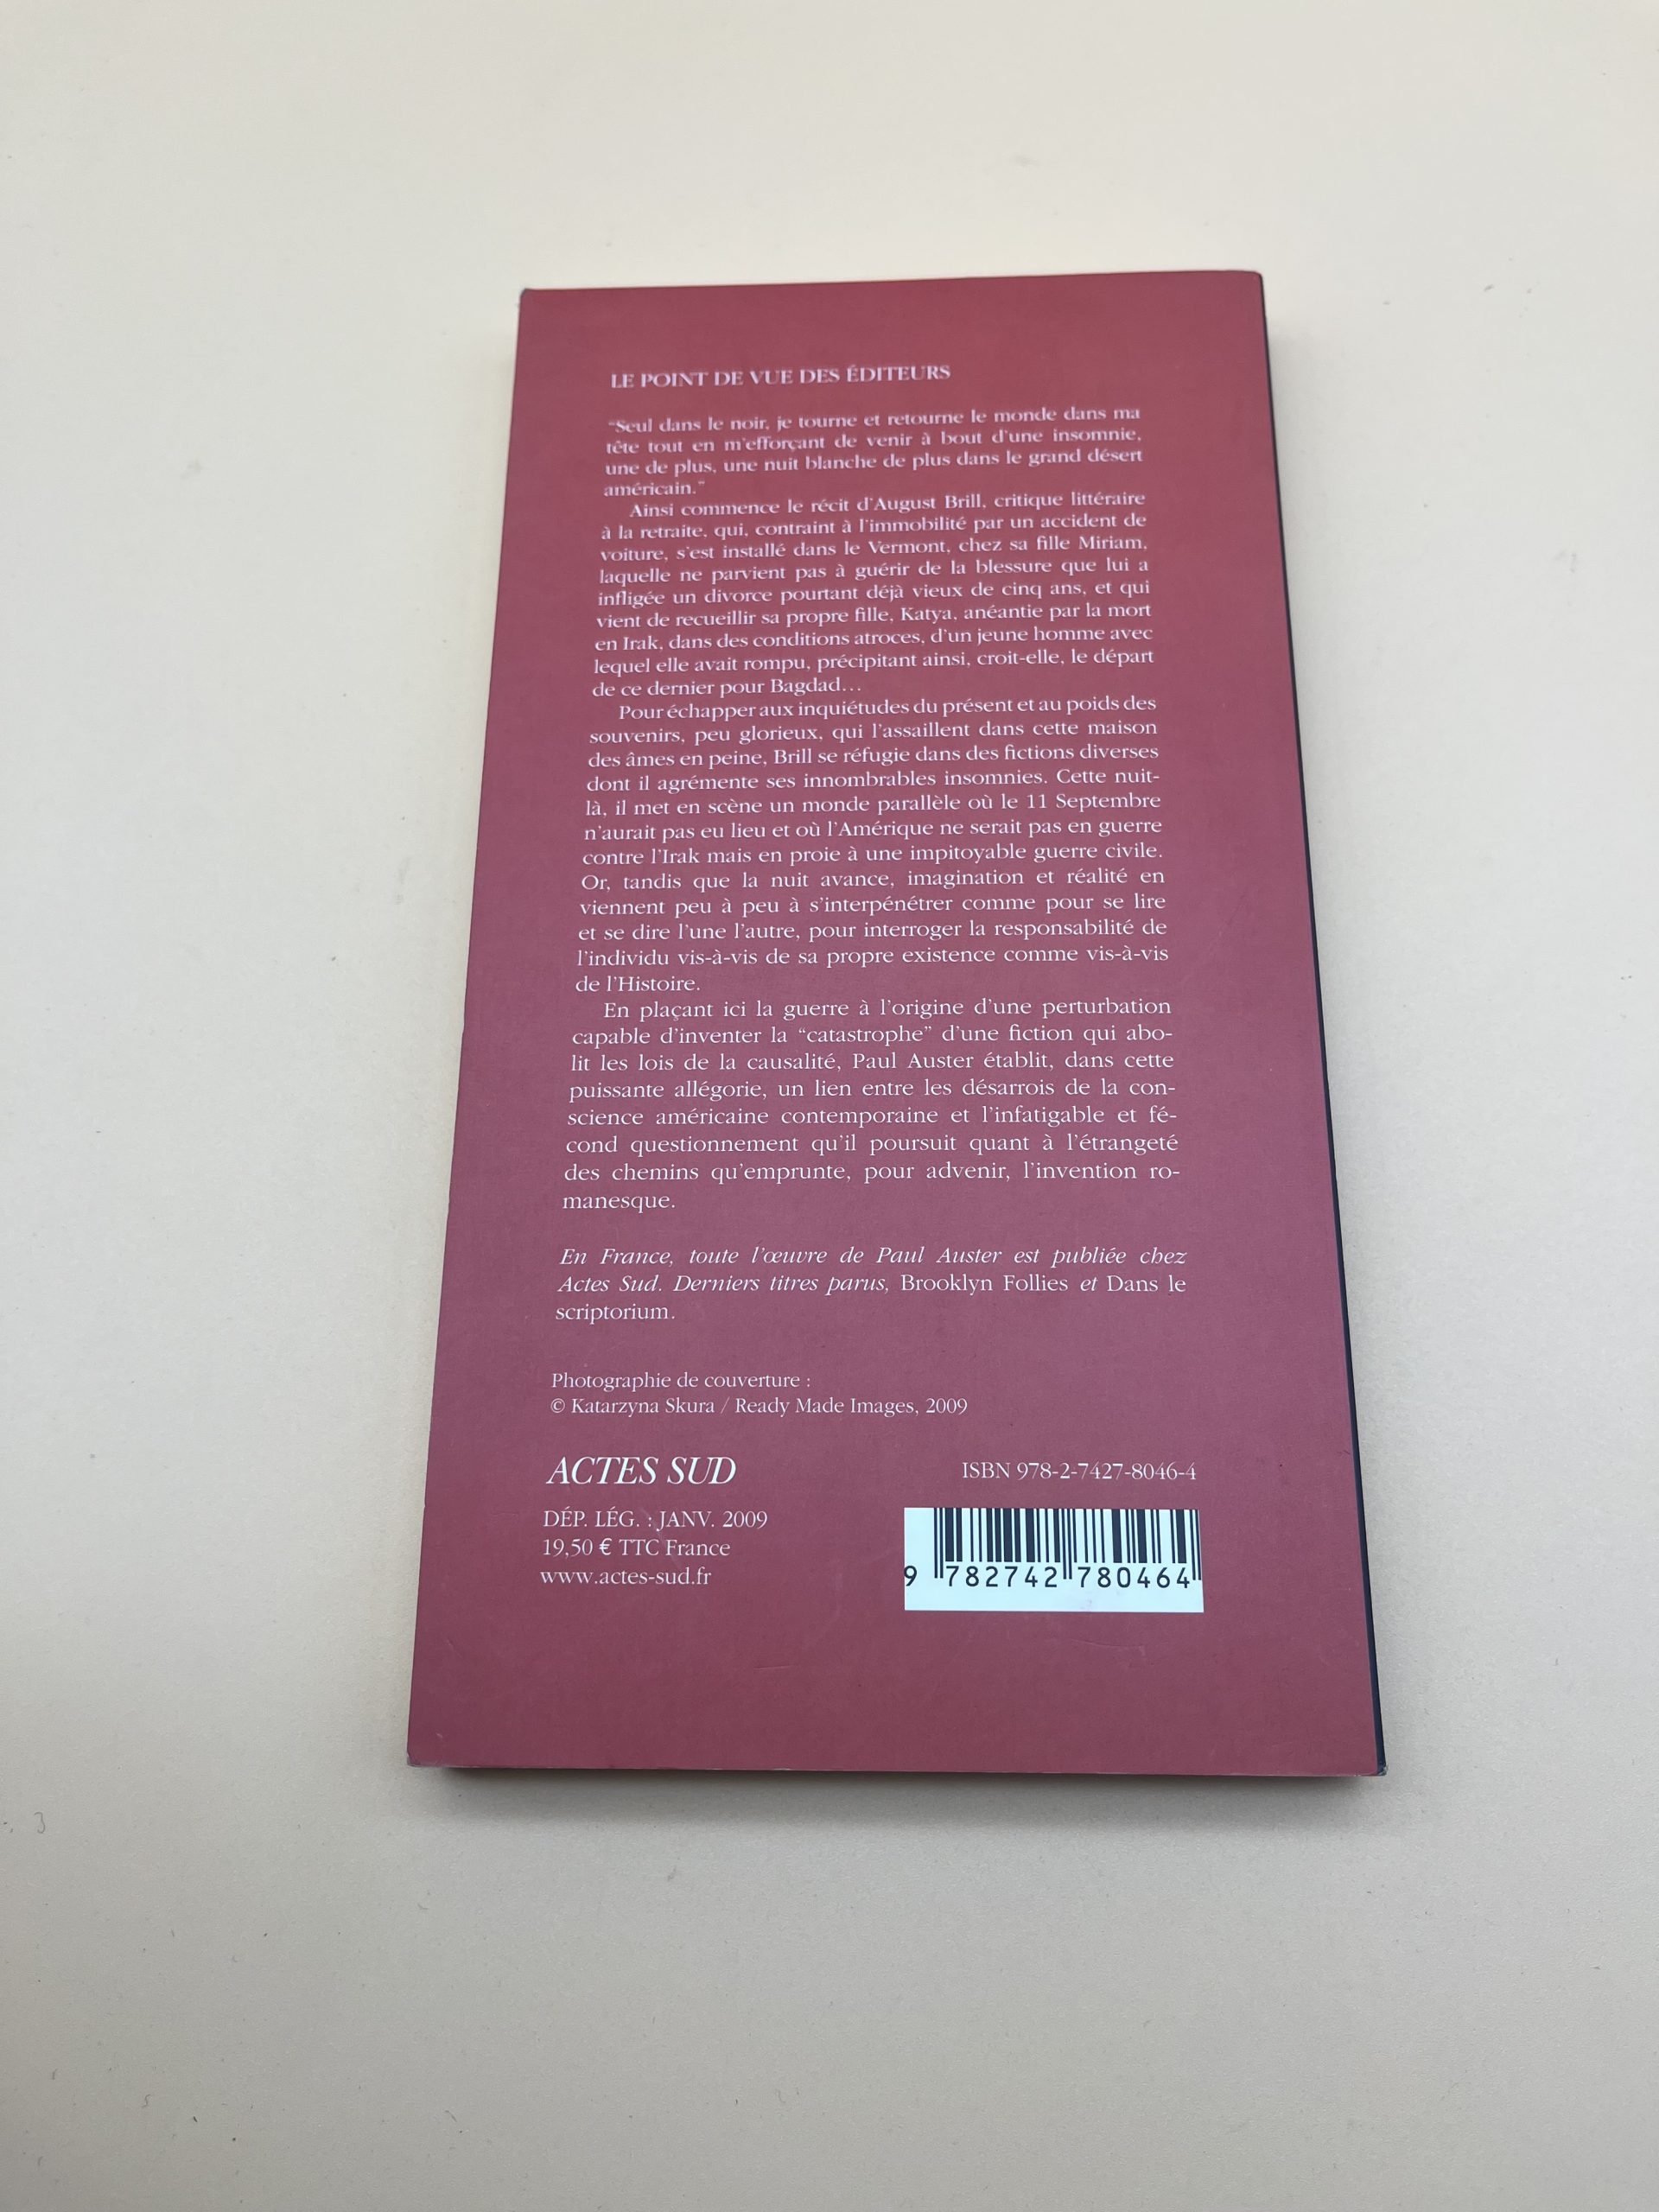 LE POINT DE VUE DES ÉDITEURS
“Seul dans le noir, je tourne et retourne le monde dans ma
tête tout en m'efforçant de venir à bout d'une insomnie,
une de plus, une nuit blanche de plus dans le grand désert
américain.”
Ainsi commence le récit d'August Brill, critique littéraire
à la retraite, qui, contraint à l'immobilité par un accident de
voiture, s'est installé dans le Vermont, chez sa fille Miriam,
laquelle ne parvient pas à guérir de la blessure que lui a
infligée un divorce pourtant déjà vieux de cinq ans, et qui
vient de recueillir sa propre fille, Katya, anéantie par la mort
en Irak, dans des conditions atroces, d'un jeune homme avec
lequel elle avait rompu, précipitant ainsi, croit-elle, le départ
de ce dernier pour Bagdad…
Pour échapper aux inquiétudes du présent et au poids des
souvenirs, peu glorieux, qui l'assaillent dans cette maison
des âmes en peine, Brill se réfugie dans des fictions diverses
dont il agrémente ses innombrables insomnies. Cette nuit-
là, il met en scène un monde parallèle où le 11 Septembre
n'aurait pas eu lieu et où l'Amérique ne serait pas en guerre
contre l'Irak mais en proie à une impitoyable guerre civile.
Or, tandis que la nuit avance, imagination et réalité en
viennent peu à peu à s'interpénétrer comme pour se lire
et se dire l'une l'autre, pour interroger la responsabilité de
l'individu vis-à-vis de sa propre existence comme vis-à-vis
de l'Histoire.
En plaçant ici la guerre à l'origine d'une perturbation
capable d'inventer la “catastrophe” d'une fiction qui abo-
lit les lois de la causalité, Paul Auster établit, dans cette
puissante allégorie, un lien entre les désarrois de la con-
science américaine contemporaine et l'infatigable et fé-
cond questionnement qu'il poursuit quant à l'étrangeté
des chemins qu'emprunte, pour advenir, l'invention ro-
manesque.
En France, toute l'œuvre de Paul Auster est publiée chez
Actes Sud. Derniers titres parus, Brooklyn Follies et Dans le
scriptorium.
Photographie de couverture :
© Katarzyna Skura / Ready Made Images, 2009
ACTES SUD
DÉP. LÉG. : JANV. 2009
19,50 € TTC France
www.actes-sud.fr
ISBN 978-2-7427-8046-4
9 782742 780464